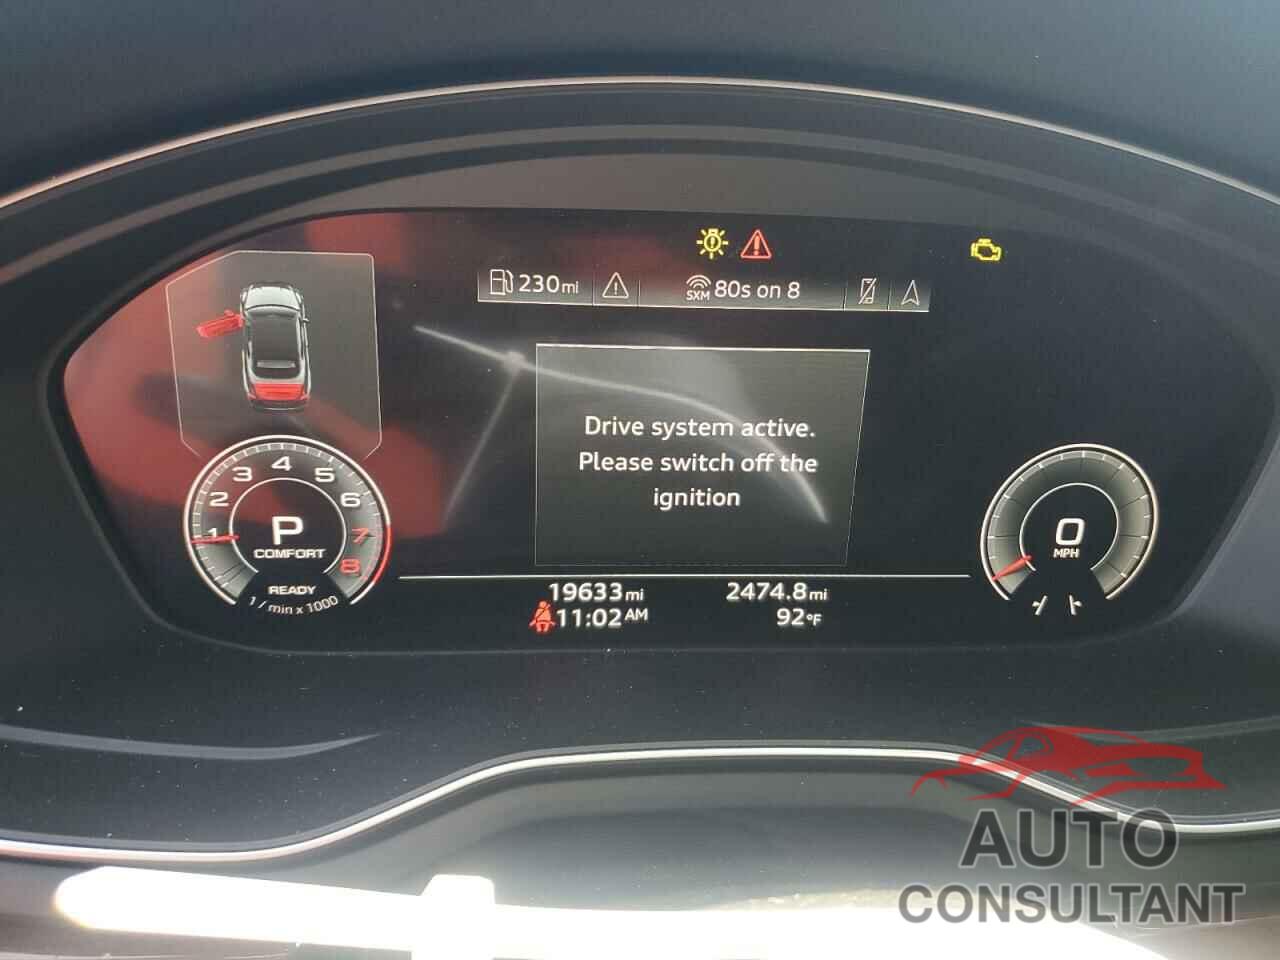 230mi
SXM 80s on 8
Drive system active.
Please switch off the
ignition
1 2 3 4 5 6 7 8
P
COMFORT
READY
1 / min x 1000
0
MPH
19633mi
2474.8mi
11:02AM
92°F
AUTO
CONSULTANT